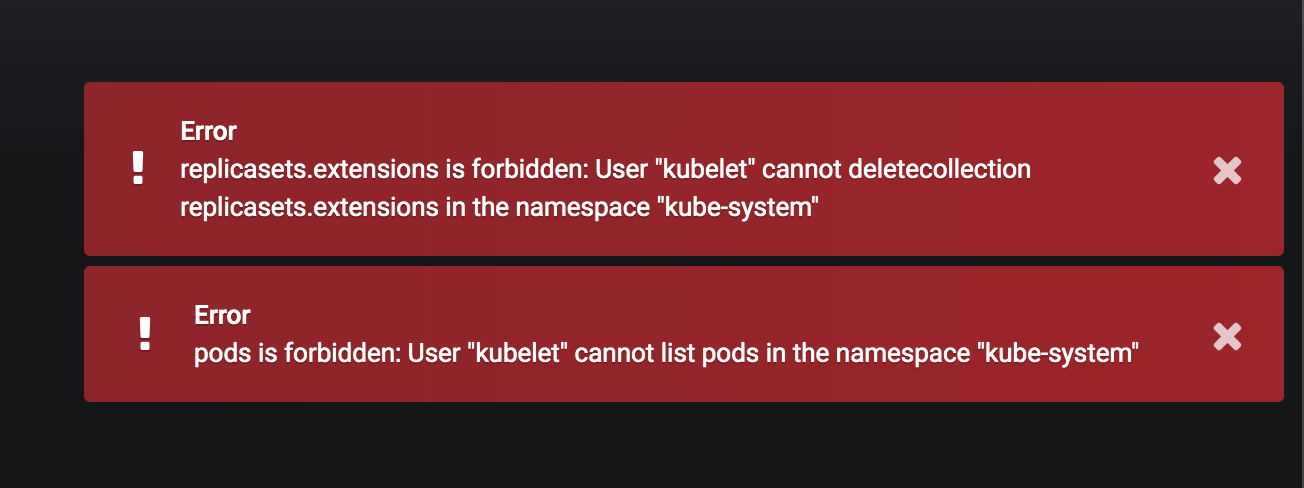 Error
replicasets.extensions is forbidden: User "kubelet" cannot deletecollection
replicasets.extensions in the namespace "kube-system"
Error
pods is forbidden: User "kubelet" cannot list pods in the namespace "kube-system"